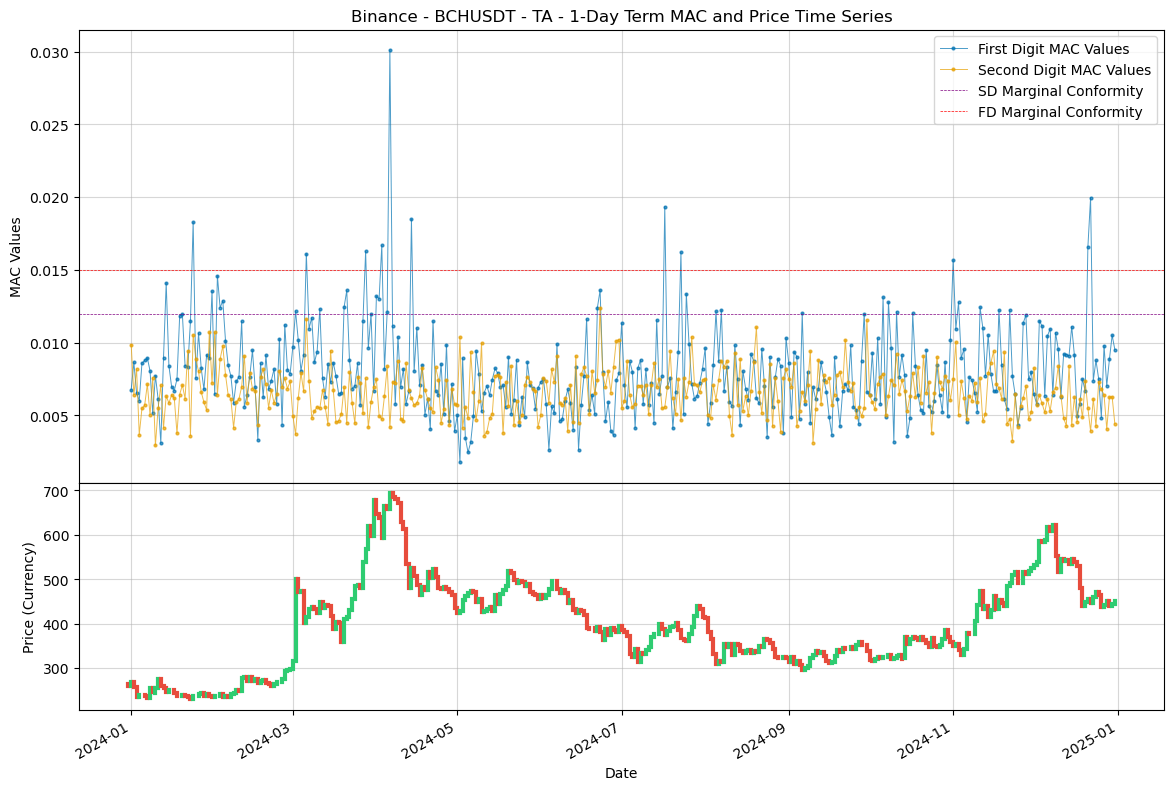 Binance - BCHUSDT - TA - 1-Day Term MAC and Price Time Series
First Digit MAC Values
Second Digit MAC Values
SD Marginal Conformity
FD Marginal Conformity
MAC Values
0.030
0.025
0.020
0.015
0.010
0.005
Price (Currency)
700
600
500
400
300
2024-01
2024-03
2024-05
2024-07
2024-09
2024-11
2025-01
Date